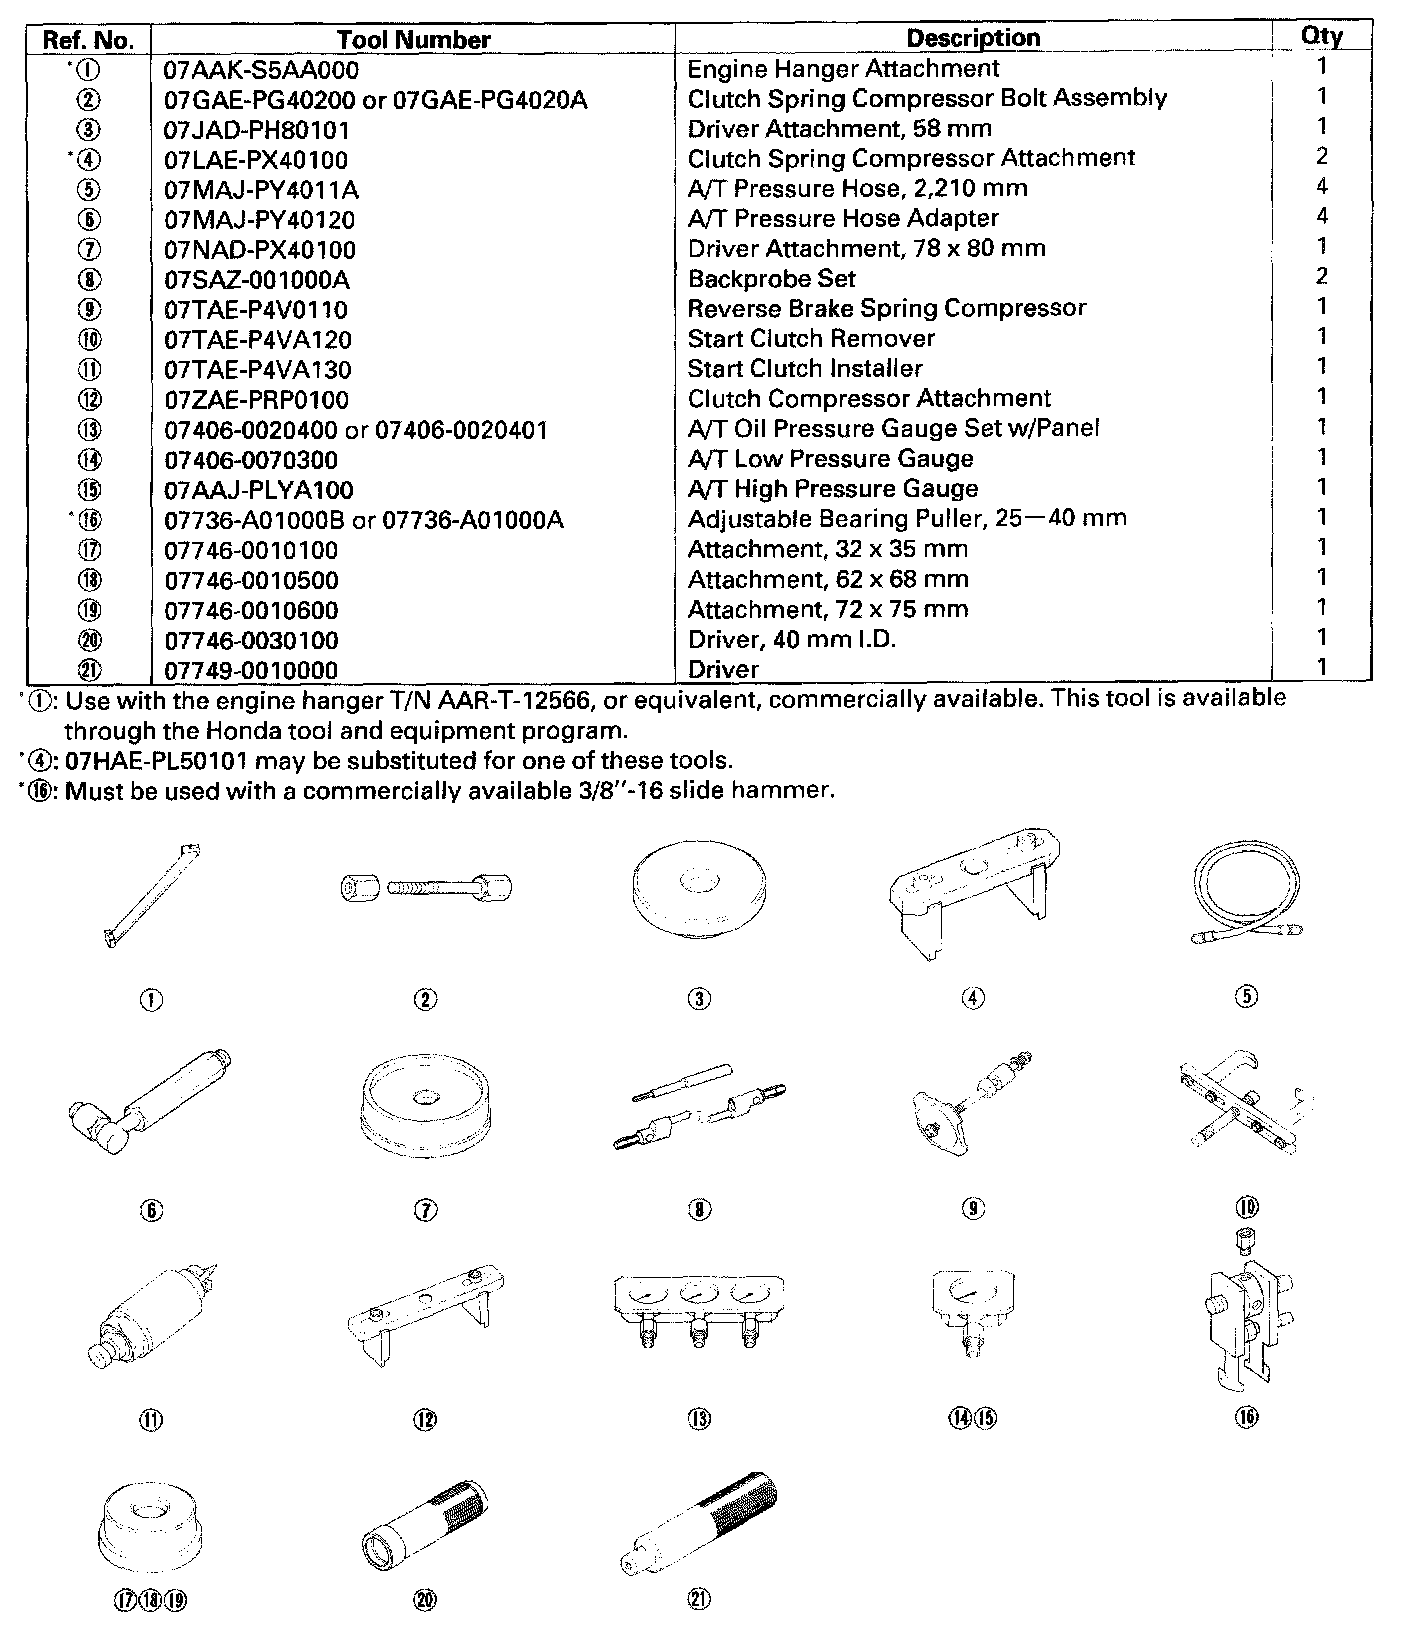 Ref. No. Tool Number Description Qty
*① 07AAK-S5AA000 Engine Hanger Attachment 1
② 07GAE-PG40200 or 07GAE-PG4020A Clutch Spring Compressor Bolt Assembly 1
③ 07JAD-PH80101 Driver Attachment, 58 mm 1
*④ 07LAE-PX40100 Clutch Spring Compressor Attachment 2
⑤ 07MAJ-PY4011A A/T Pressure Hose, 2,210 mm 4
⑥ 07MAJ-PY40120 A/T Pressure Hose Adapter 4
⑦ 07NAD-PX40100 Driver Attachment, 78 x 80 mm 1
⑧ 07SAZ-001000A Backprobe Set 2
⑨ 07TAE-P4V0110 Reverse Brake Spring Compressor 1
⑩ 07TAE-P4VA120 Start Clutch Remover 1
⑪ 07TAE-P4VA130 Start Clutch Installer 1
⑫ 07ZAE-PRP0100 Clutch Compressor Attachment 1
⑬ 07406-0020400 or 07406-0020401 A/T Oil Pressure Gauge Set w/Panel 1
⑭ 07406-0070300 A/T Low Pressure Gauge 1
⑮ 07AAJ-PLYA100 A/T High Pressure Gauge 1
*⑯ 07736-A01000B or 07736-A01000A Adjustable Bearing Puller, 25—40 mm 1
⑰ 07746-0010100 Attachment, 32 x 35 mm 1
⑱ 07746-0010500 Attachment, 62 x 68 mm 1
⑲ 07746-0010600 Attachment, 72 x 75 mm 1
⑳ 07746-0030100 Driver, 40 mm I.D. 1
㉑ 07749-0010000 Driver 1
*①: Use with the engine hanger T/N AAR-T-12566, or equivalent, commercially available. This tool is available
through the Honda tool and equipment program.
*④: 07HAE-PL50101 may be substituted for one of these tools.
*⑯: Must be used with a commercially available 3/8"-16 slide hammer.
① ② ③ ④ ⑤
⑥ ⑦ ⑧ ⑨ ⑩
⑪ ⑫ ⑬ ⑭⑮ ⑯
⑰⑱⑲ ⑳ ㉑